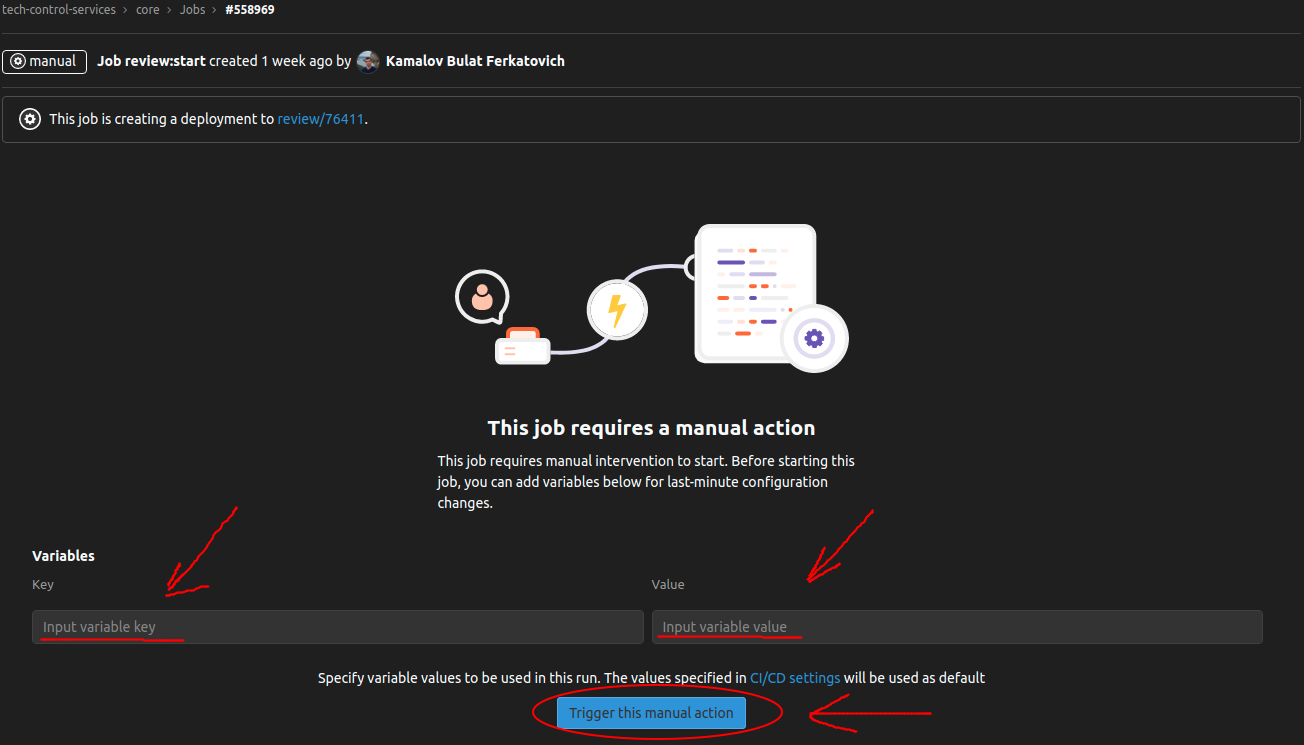 tech-control-services › core › Jobs › #558969
manual Job review:start created 1 week ago by Kamalov Bulat Ferkatovich
This job is creating a deployment to review/76411.
This job requires a manual action
This job requires manual intervention to start. Before starting this
job, you can add variables below for last-minute configuration
changes.
Variables
Key Value
Input variable key Input variable value
Specify variable values to be used in this run. The values specified in CI/CD settings will be used as default
Trigger this manual action